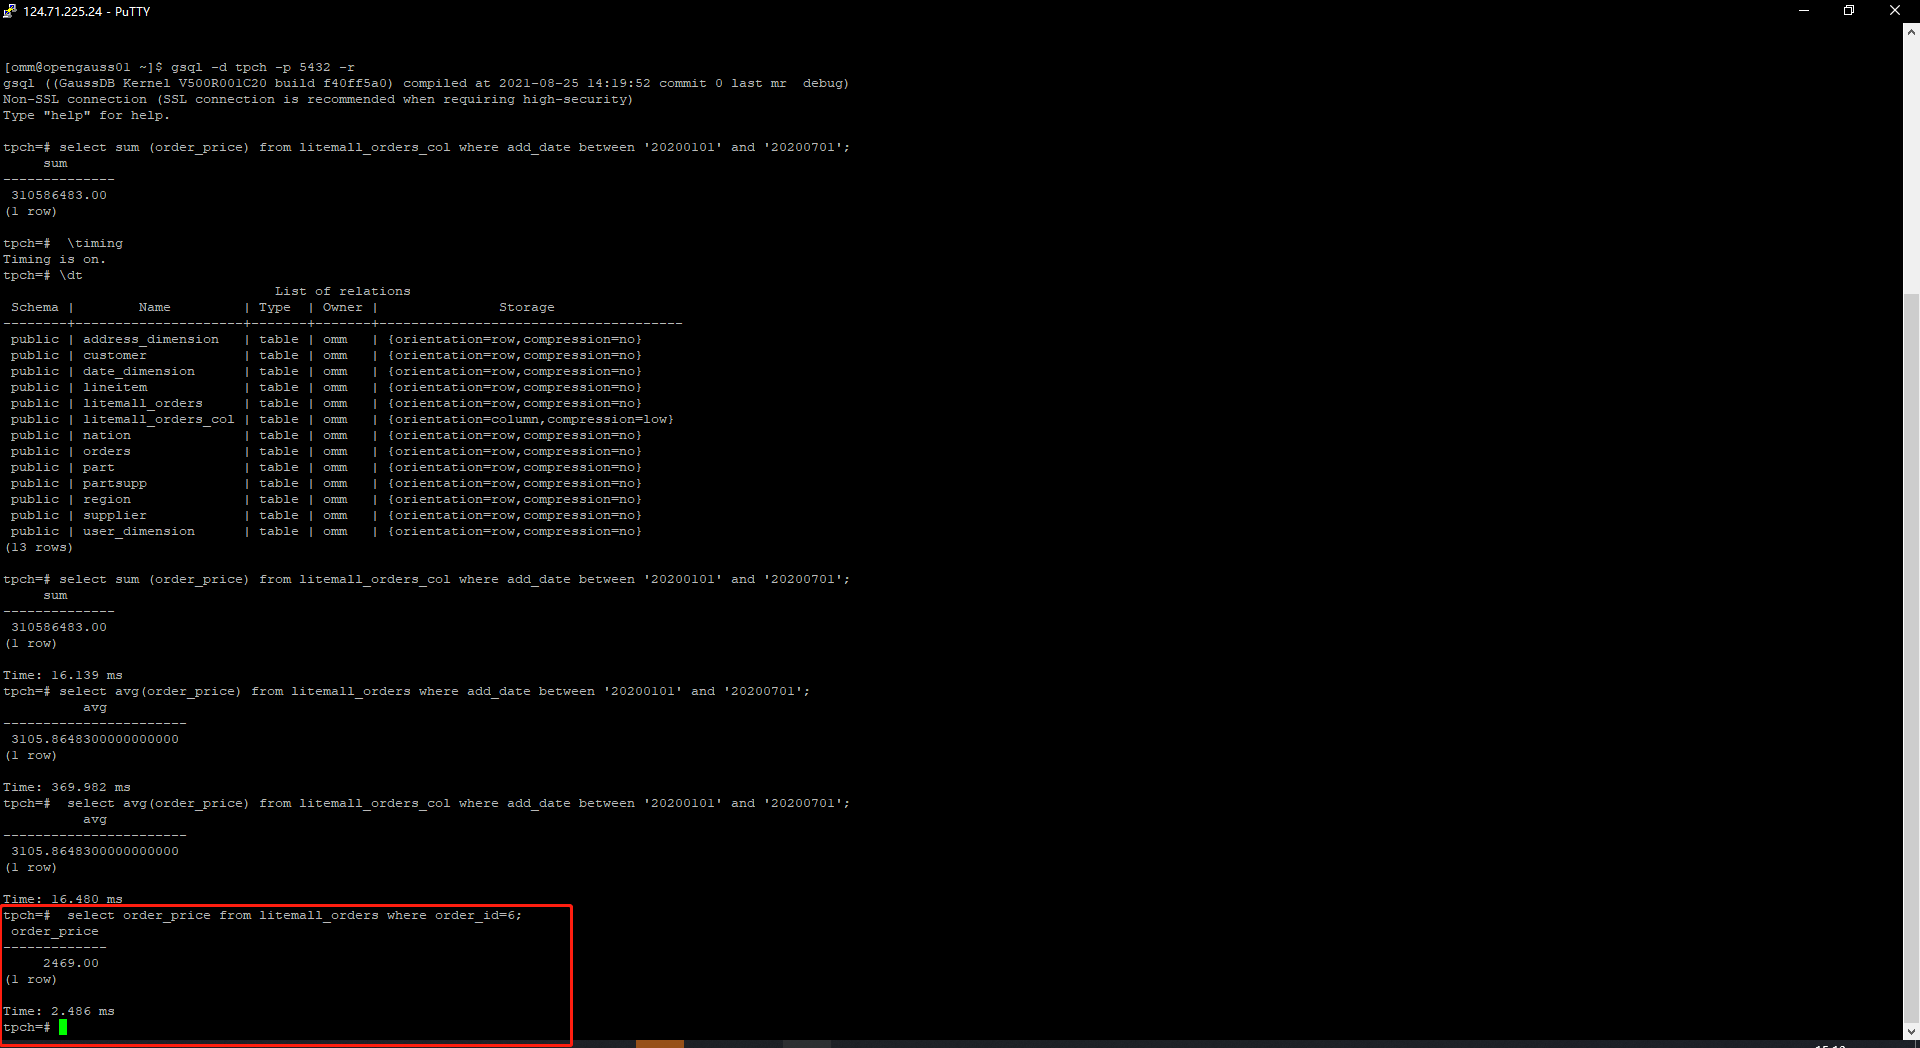 124.71.225.24 - PuTTY
[omm@opengauss01 ~]$ gsql -d tpch -p 5432 -r
gsql ((GaussDB Kernel V500R001C20 build f40ff5a0) compiled at 2021-08-25 14:19:52 commit 0 last mr  debug)
Non-SSL connection (SSL connection is recommended when requiring high-security)
Type "help" for help.
tpch=# select sum (order_price) from litemall_orders_col where add_date between '20200101' and '20200701';
     sum
--------------
 310586483.00
(1 row)
tpch=#  \timing
Timing is on.
tpch=# \dt
                                  List of relations
 Schema |        Name         | Type  | Owner |               Storage
--------+---------------------+-------+-------+--------------------------------------
 public | address_dimension   | table | omm   | {orientation=row,compression=no}
 public | customer            | table | omm   | {orientation=row,compression=no}
 public | date_dimension      | table | omm   | {orientation=row,compression=no}
 public | lineitem            | table | omm   | {orientation=row,compression=no}
 public | litemall_orders     | table | omm   | {orientation=row,compression=no}
 public | litemall_orders_col | table | omm   | {orientation=column,compression=low}
 public | nation              | table | omm   | {orientation=row,compression=no}
 public | orders              | table | omm   | {orientation=row,compression=no}
 public | part                | table | omm   | {orientation=row,compression=no}
 public | partsupp            | table | omm   | {orientation=row,compression=no}
 public | region              | table | omm   | {orientation=row,compression=no}
 public | supplier            | table | omm   | {orientation=row,compression=no}
 public | user_dimension      | table | omm   | {orientation=row,compression=no}
(13 rows)
tpch=# select sum (order_price) from litemall_orders_col where add_date between '20200101' and '20200701';
     sum
--------------
 310586483.00
(1 row)
Time: 16.139 ms
tpch=# select avg(order_price) from litemall_orders where add_date between '20200101' and '20200701';
          avg
-----------------------
 3105.8648300000000000
(1 row)
Time: 369.982 ms
tpch=#  select avg(order_price) from litemall_orders_col where add_date between '20200101' and '20200701';
          avg
-----------------------
 3105.8648300000000000
(1 row)
Time: 16.480 ms
tpch=#  select order_price from litemall_orders where order_id=6;
 order_price
-------------
     2469.00
(1 row)
Time: 2.486 ms
tpch=#